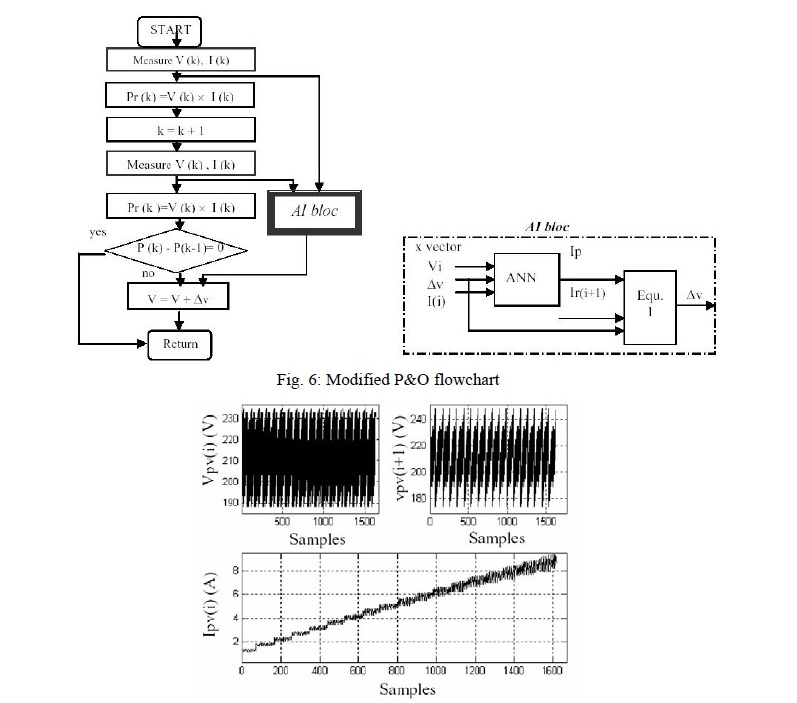 START
Measure V (k), I (k)
Pr (k) =V (k) × I (k)
k = k + 1
Measure V (k) , I (k)
Pr (k )=V (k) × I (k)
AI bloc
yes
P (k) - P(k-1)= 0
no
V = V + Δv
Return
AI bloc
x vector
Vi
Δv
I(i)
ANN
Ip
Ir(i+1)
Equ.
1
Δv
Fig. 6: Modified P&O flowchart
Vpv(i) (V)
230
220
210
200
190
500
1000
1500
Samples
vpv(i+1) (V)
240
220
200
180
0
500
1000
1500
Samples
Ipv(i) (A)
8
6
4
2
0
200
400
600
800
1000
1200
1400
1600
Samples